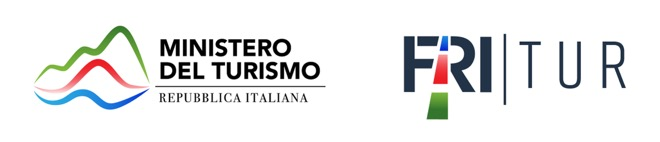 MINISTERO
DEL TURISMO
REPUBBLICA ITALIANA
FRI|TUR